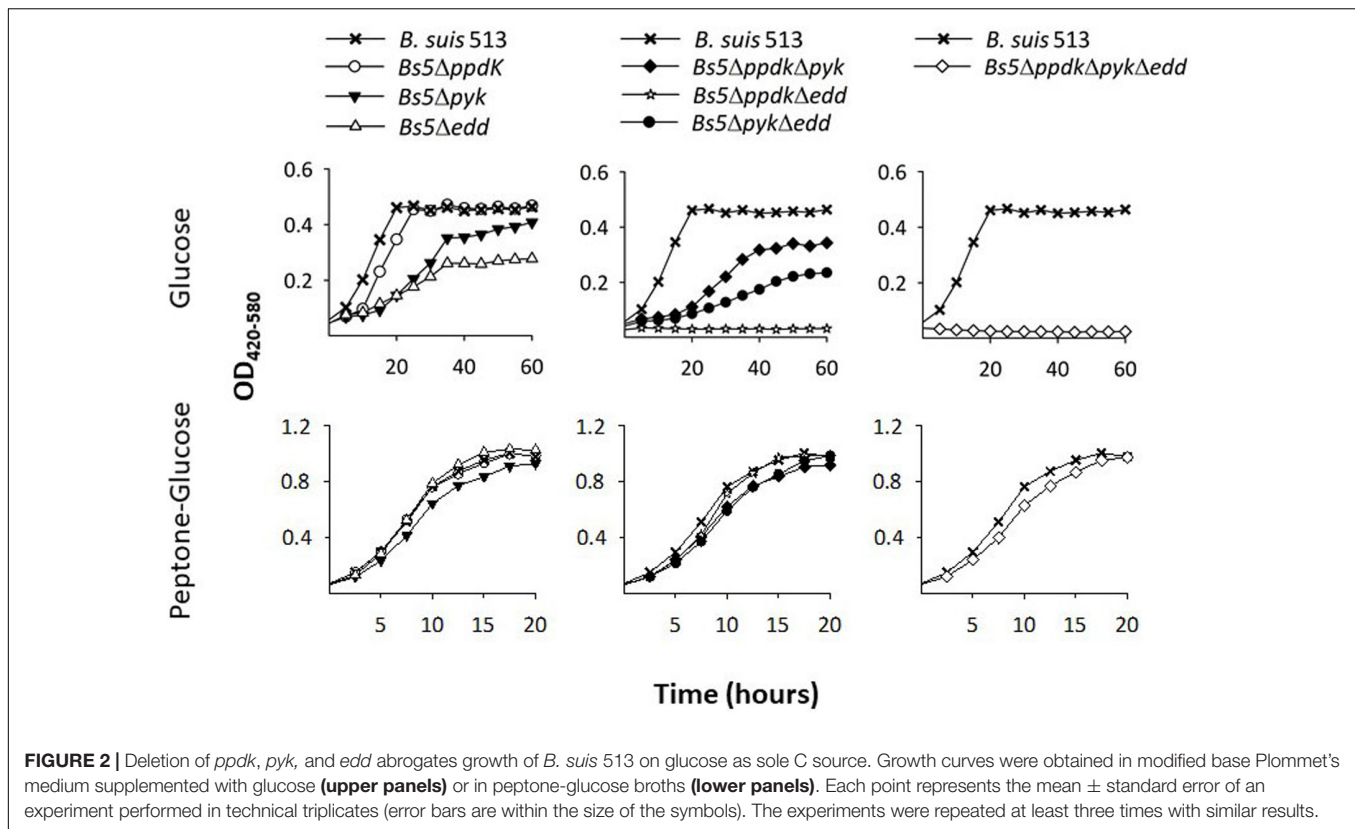 B. suis 513
Bs5ΔppdK
Bs5Δpyk
Bs5Δedd
B. suis 513
Bs5ΔppdkΔpyk
Bs5ΔppdkΔedd
Bs5ΔpykΔedd
B. suis 513
Bs5ΔppdkΔpykΔedd
Glucose
Peptone-Glucose
OD420-580
0.6
0.4
0.2
20
40
60
0.6
0.4
0.2
20
40
60
0.6
0.4
0.2
20
40
60
1.2
0.8
0.4
5
10
15
20
1.2
0.8
0.4
5
10
15
20
1.2
0.8
0.4
5
10
15
20
Time (hours)
FIGURE 2 | Deletion of ppdk, pyk, and edd abrogates growth of B. suis 513 on glucose as sole C source. Growth curves were obtained in modified base Plommet's
medium supplemented with glucose (upper panels) or in peptone-glucose broths (lower panels). Each point represents the mean ± standard error of an
experiment performed in technical triplicates (error bars are within the size of the symbols). The experiments were repeated at least three times with similar results.